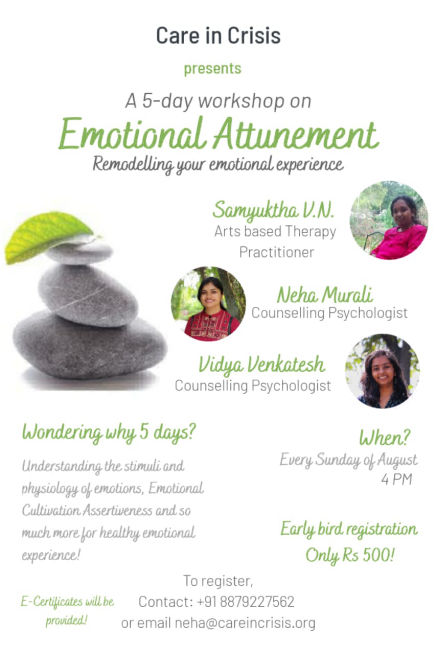 Care in Crisis
presents
A 5-day workshop on
Emotional Attunement
Remodelling your emotional experience
Samyuktha V.N.
Arts based Therapy
Practitioner
Neha Murali
Counselling Psychologist
Vidya Venkatesh
Counselling Psychologist
Wondering why 5 days?
Understanding the stimuli and
physiology of emotions, Emotional
Cultivation Assertiveness and so
much more for healthy emotional
experience!
When?
Every Sunday of August
4 PM
Early bird registration
Only Rs 500!
E-Certificates will be
provided!
To register,
Contact: +91 8879227562
or email neha@careincrisis.org